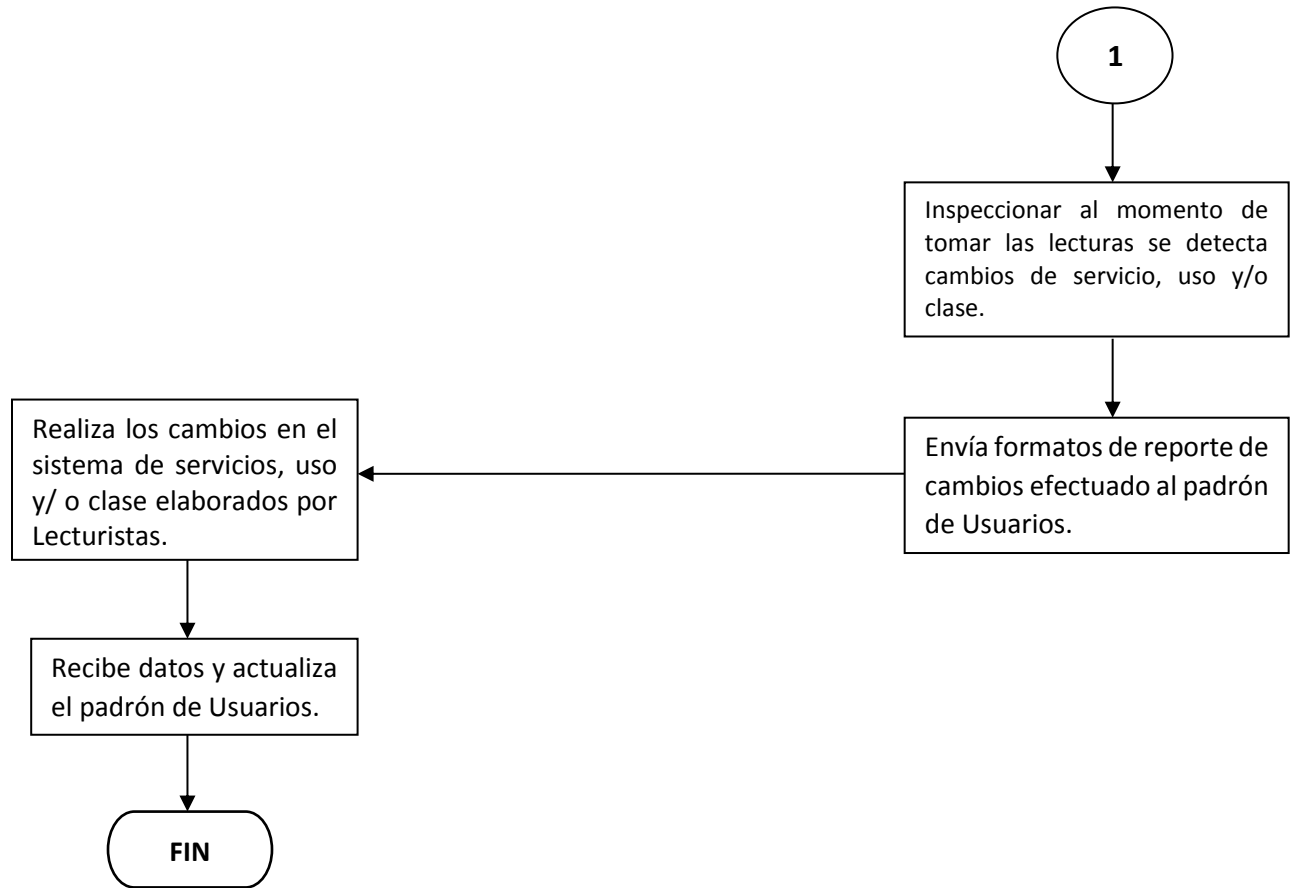 1
Inspeccionar al momento de
tomar las lecturas se detecta
cambios de servicio, uso y/o
clase.
Envía formatos de reporte de
cambios efectuado al padrón
de Usuarios.
Realiza los cambios en el
sistema de servicios, uso
y/ o clase elaborados por
Lecturistas.
Recibe datos y actualiza
el padrón de Usuarios.
FIN